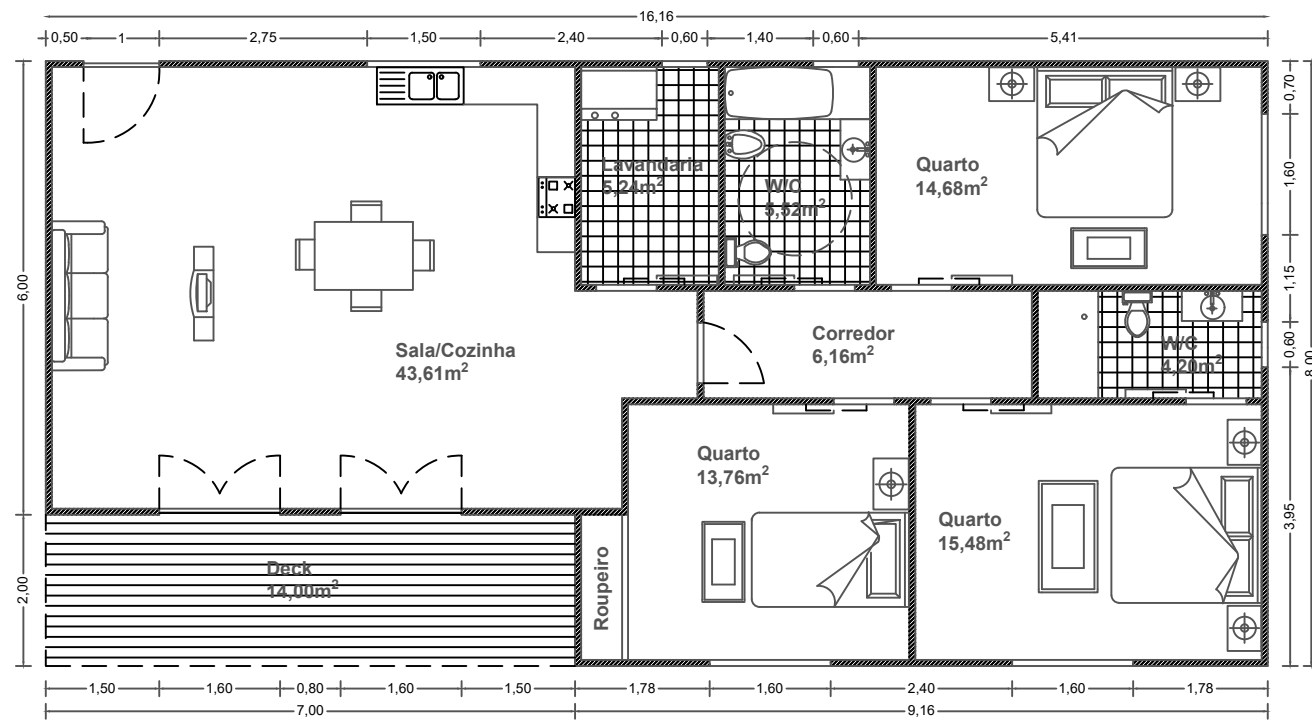 16,16
0,50
1
2,75
1,50
2,40
0,60
1,40
0,60
5,41
6,00
2,00
0,70
1,60
1,15
0,60
3,95
8,00
Lavandaria
5,24m²
W/C
5,52m²
Quarto
14,68m²
Sala/Cozinha
43,61m²
Corredor
6,16m²
W/C
4,20m²
Quarto
13,76m²
Quarto
15,48m²
Deck
14,00m²
Roupeiro
1,50
1,60
0,80
1,60
1,50
1,78
1,60
2,40
1,60
1,78
7,00
9,16